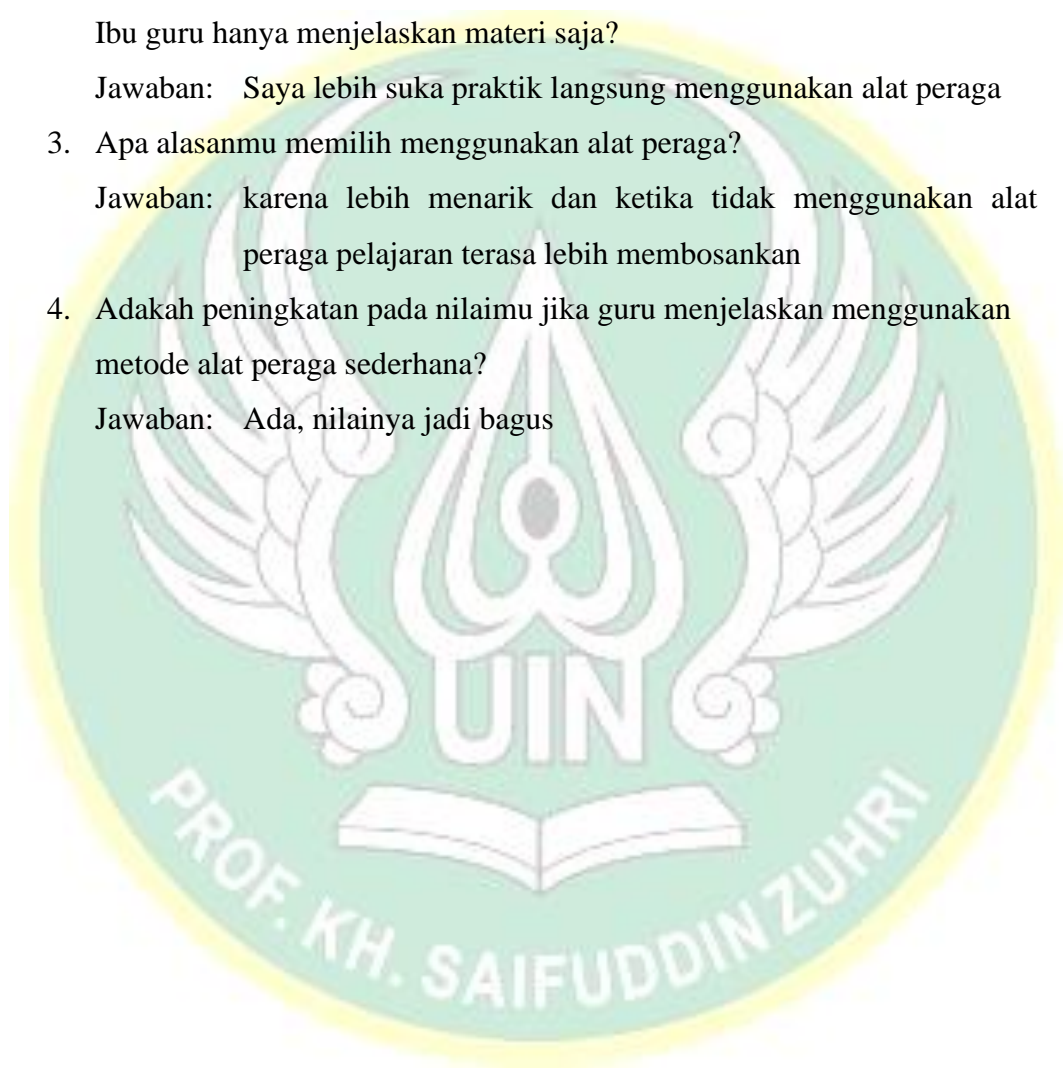 Ibu guru hanya menjelaskan materi saja?
Jawaban: Saya lebih suka praktik langsung menggunakan alat peraga
3. Apa alasanmu memilih menggunakan alat peraga?
Jawaban: karena lebih menarik dan ketika tidak menggunakan alat
peraga pelajaran terasa lebih membosankan
4. Adakah peningkatan pada nilaimu jika guru menjelaskan menggunakan
metode alat peraga sederhana?
Jawaban: Ada, nilainya jadi bagus
UIN
PROF. KH. SAIFUDDIN ZUHRI